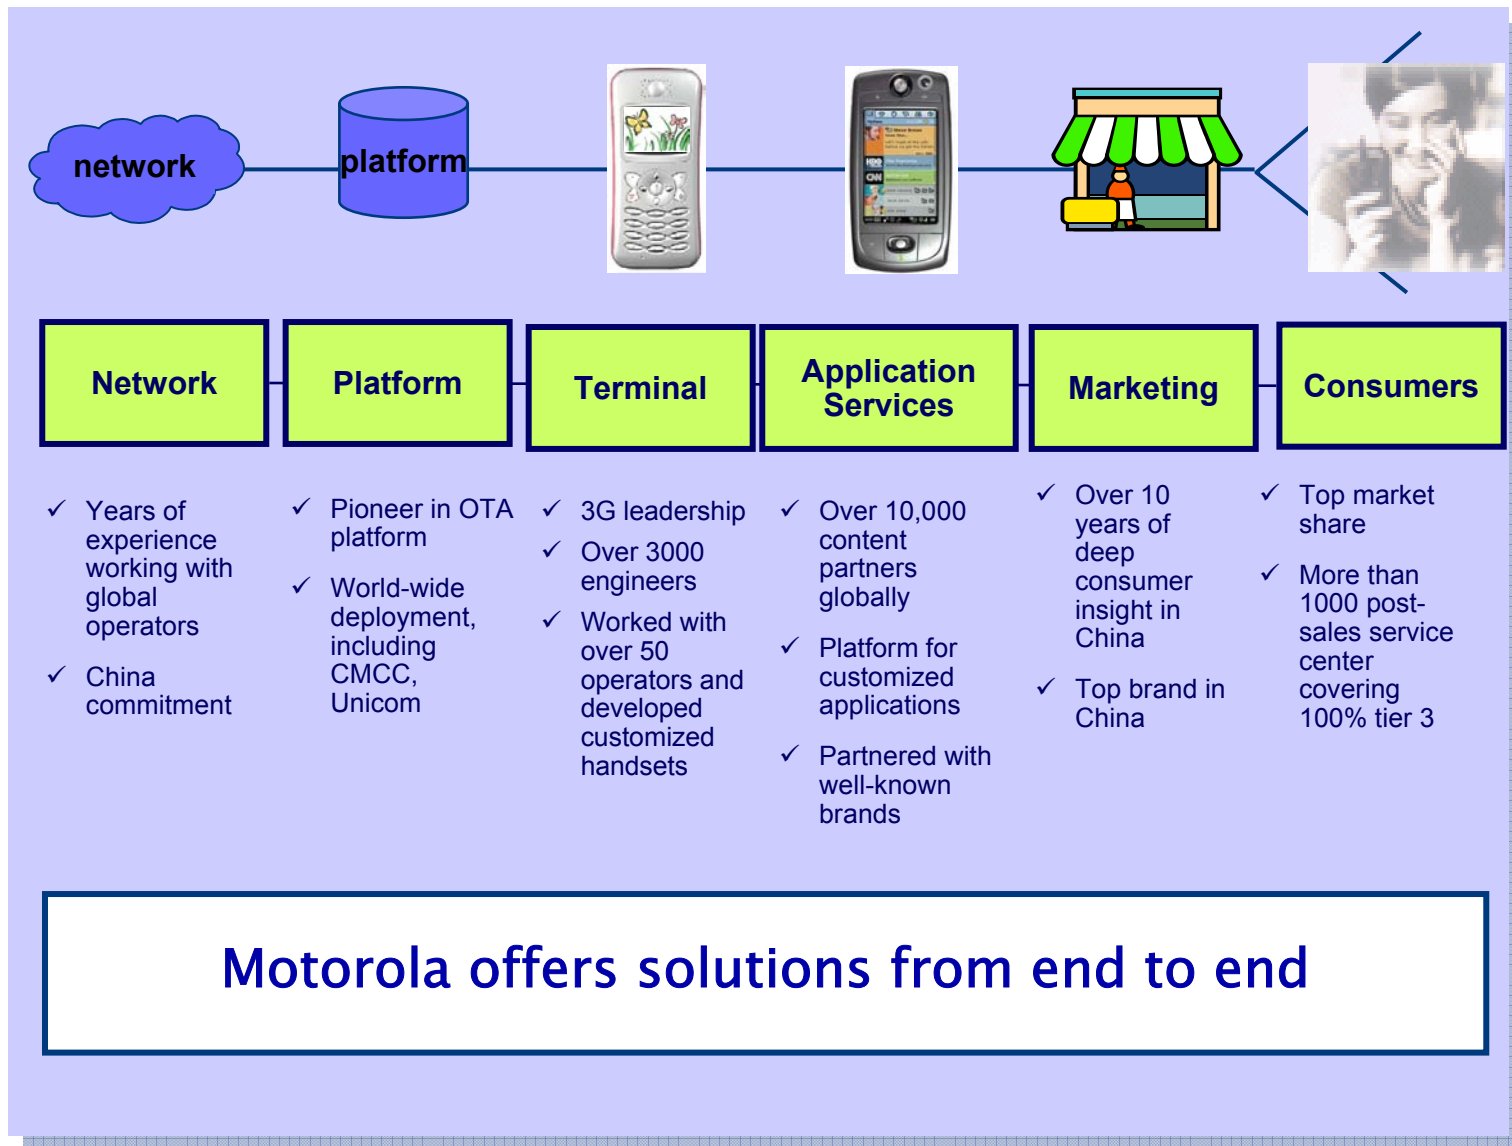 network
platform
HBO
CNN
Network
Platform
Terminal
Application
Services
Marketing
Consumers
✓ Years of
experience
working with
global
operators
✓ China
commitment
✓ Pioneer in OTA
platform
✓ World-wide
deployment,
including
CMCC,
Unicom
✓ 3G leadership
✓ Over 3000
engineers
✓ Worked with
over 50
operators and
developed
customized
handsets
✓ Over 10,000
content
partners
globally
✓ Platform for
customized
applications
✓ Partnered with
well-known
brands
✓ Over 10
years of
deep
consumer
insight in
China
✓ Top brand in
China
✓ Top market
share
✓ More than
1000 post-
sales service
center
covering
100% tier 3
Motorola offers solutions from end to end